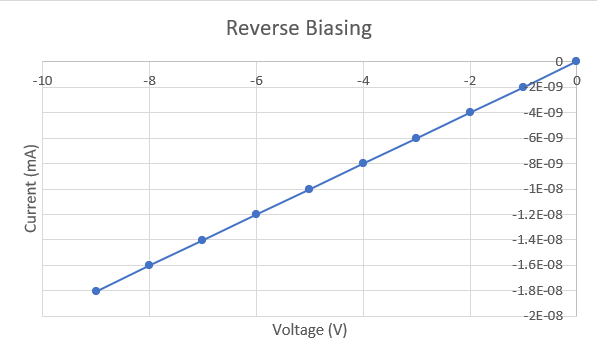 Reverse Biasing
0
-10 -8 -6 -4 -2 0
-2E-09
-4E-09
-6E-09
-8E-09
-1E-08
-1.2E-08
-1.4E-08
-1.6E-08
-1.8E-08
-2E-08
Current (mA)
Voltage (V)